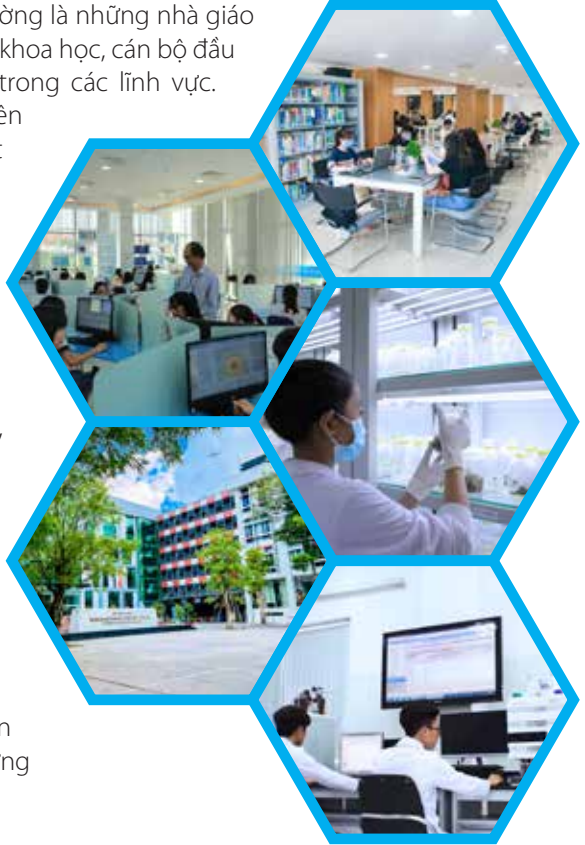 ờng là những nhà giáo
khoa học, cán bộ đầu
trong các lĩnh vực.
ên
n
ng